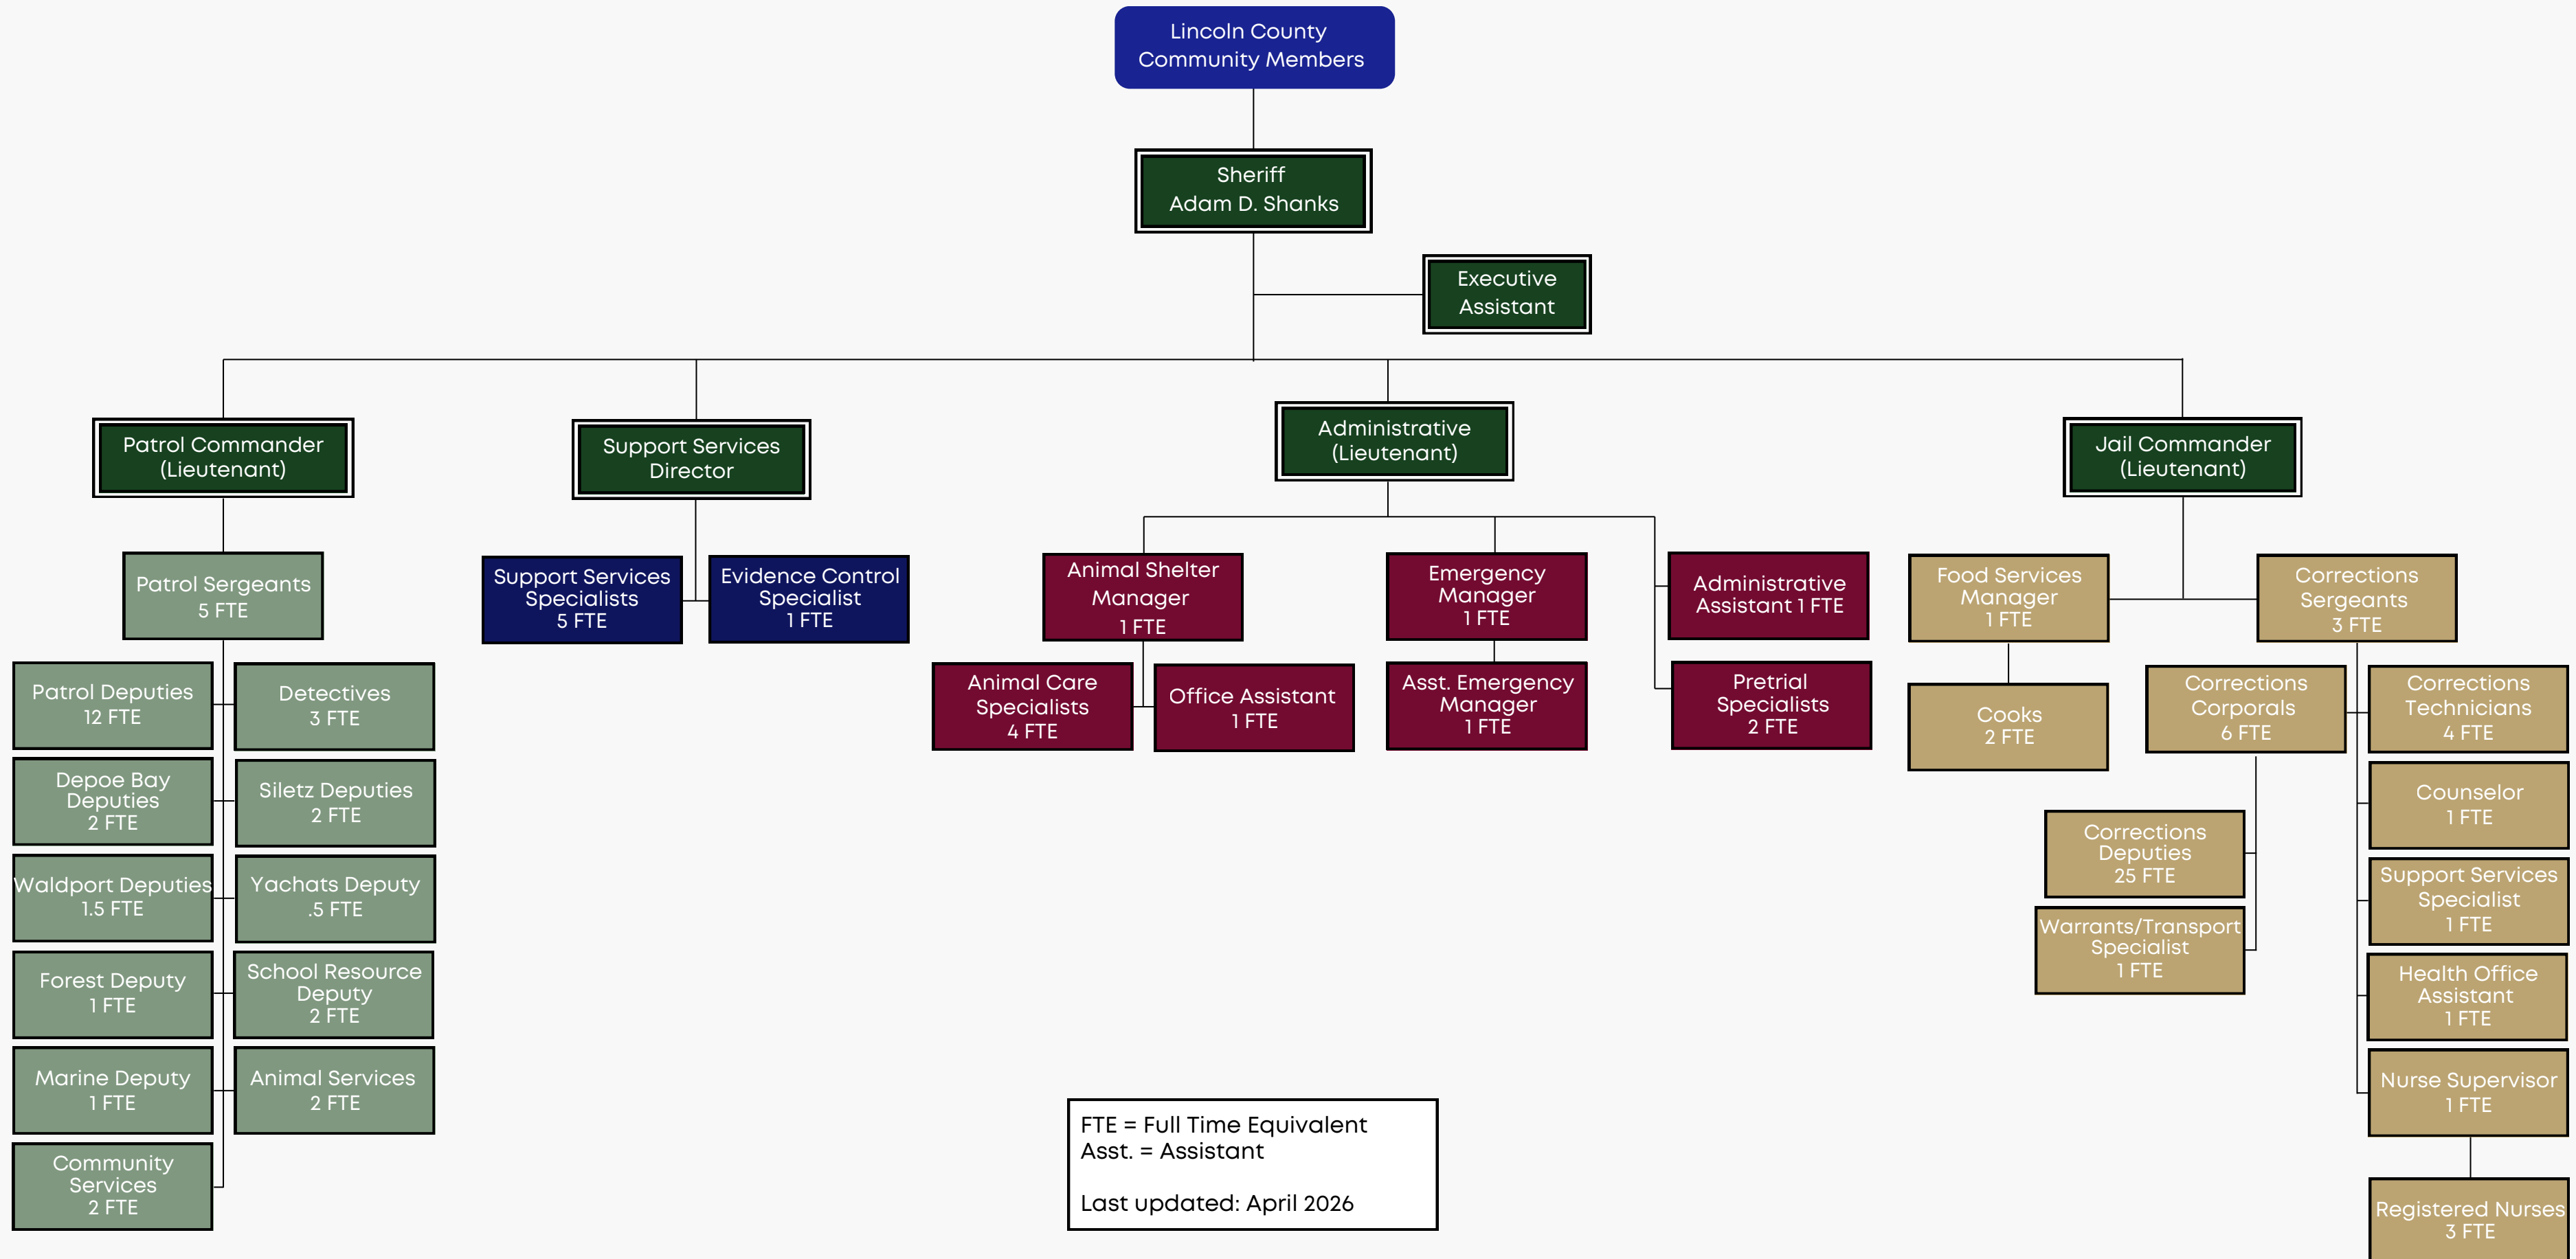 Lincoln County
Community Members
Sheriff
Adam D. Shanks
Executive
Assistant
Patrol Commander
(Lieutenant)
Support Services
Director
Administrative
(Lieutenant)
Jail Commander
(Lieutenant)
Patrol Sergeants
5 FTE
Patrol Deputies
12 FTE
Detectives
3 FTE
Depoe Bay
Deputies
2 FTE
Siletz Deputies
2 FTE
Waldport Deputies
1.5 FTE
Yachats Deputy
.5 FTE
Forest Deputy
1 FTE
School Resource
Deputy
2 FTE
Marine Deputy
1 FTE
Animal Services
2 FTE
Community
Services
2 FTE
Support Services
Specialists
5 FTE
Evidence Control
Specialist
1 FTE
Animal Shelter
Manager
1 FTE
Animal Care
Specialists
4 FTE
Office Assistant
1 FTE
Emergency
Manager
1 FTE
Asst. Emergency
Manager
1 FTE
Administrative
Assistant 1 FTE
Pretrial
Specialists
2 FTE
Food Services
Manager
1 FTE
Cooks
2 FTE
Corrections
Sergeants
3 FTE
Corrections
Corporals
6 FTE
Corrections
Deputies
25 FTE
Warrants/Transport
Specialist
1 FTE
Corrections
Technicians
4 FTE
Counselor
1 FTE
Support Services
Specialist
1 FTE
Health Office
Assistant
1 FTE
Nurse Supervisor
1 FTE
Registered Nurses
3 FTE
FTE = Full Time Equivalent
Asst. = Assistant
Last updated: April 2026